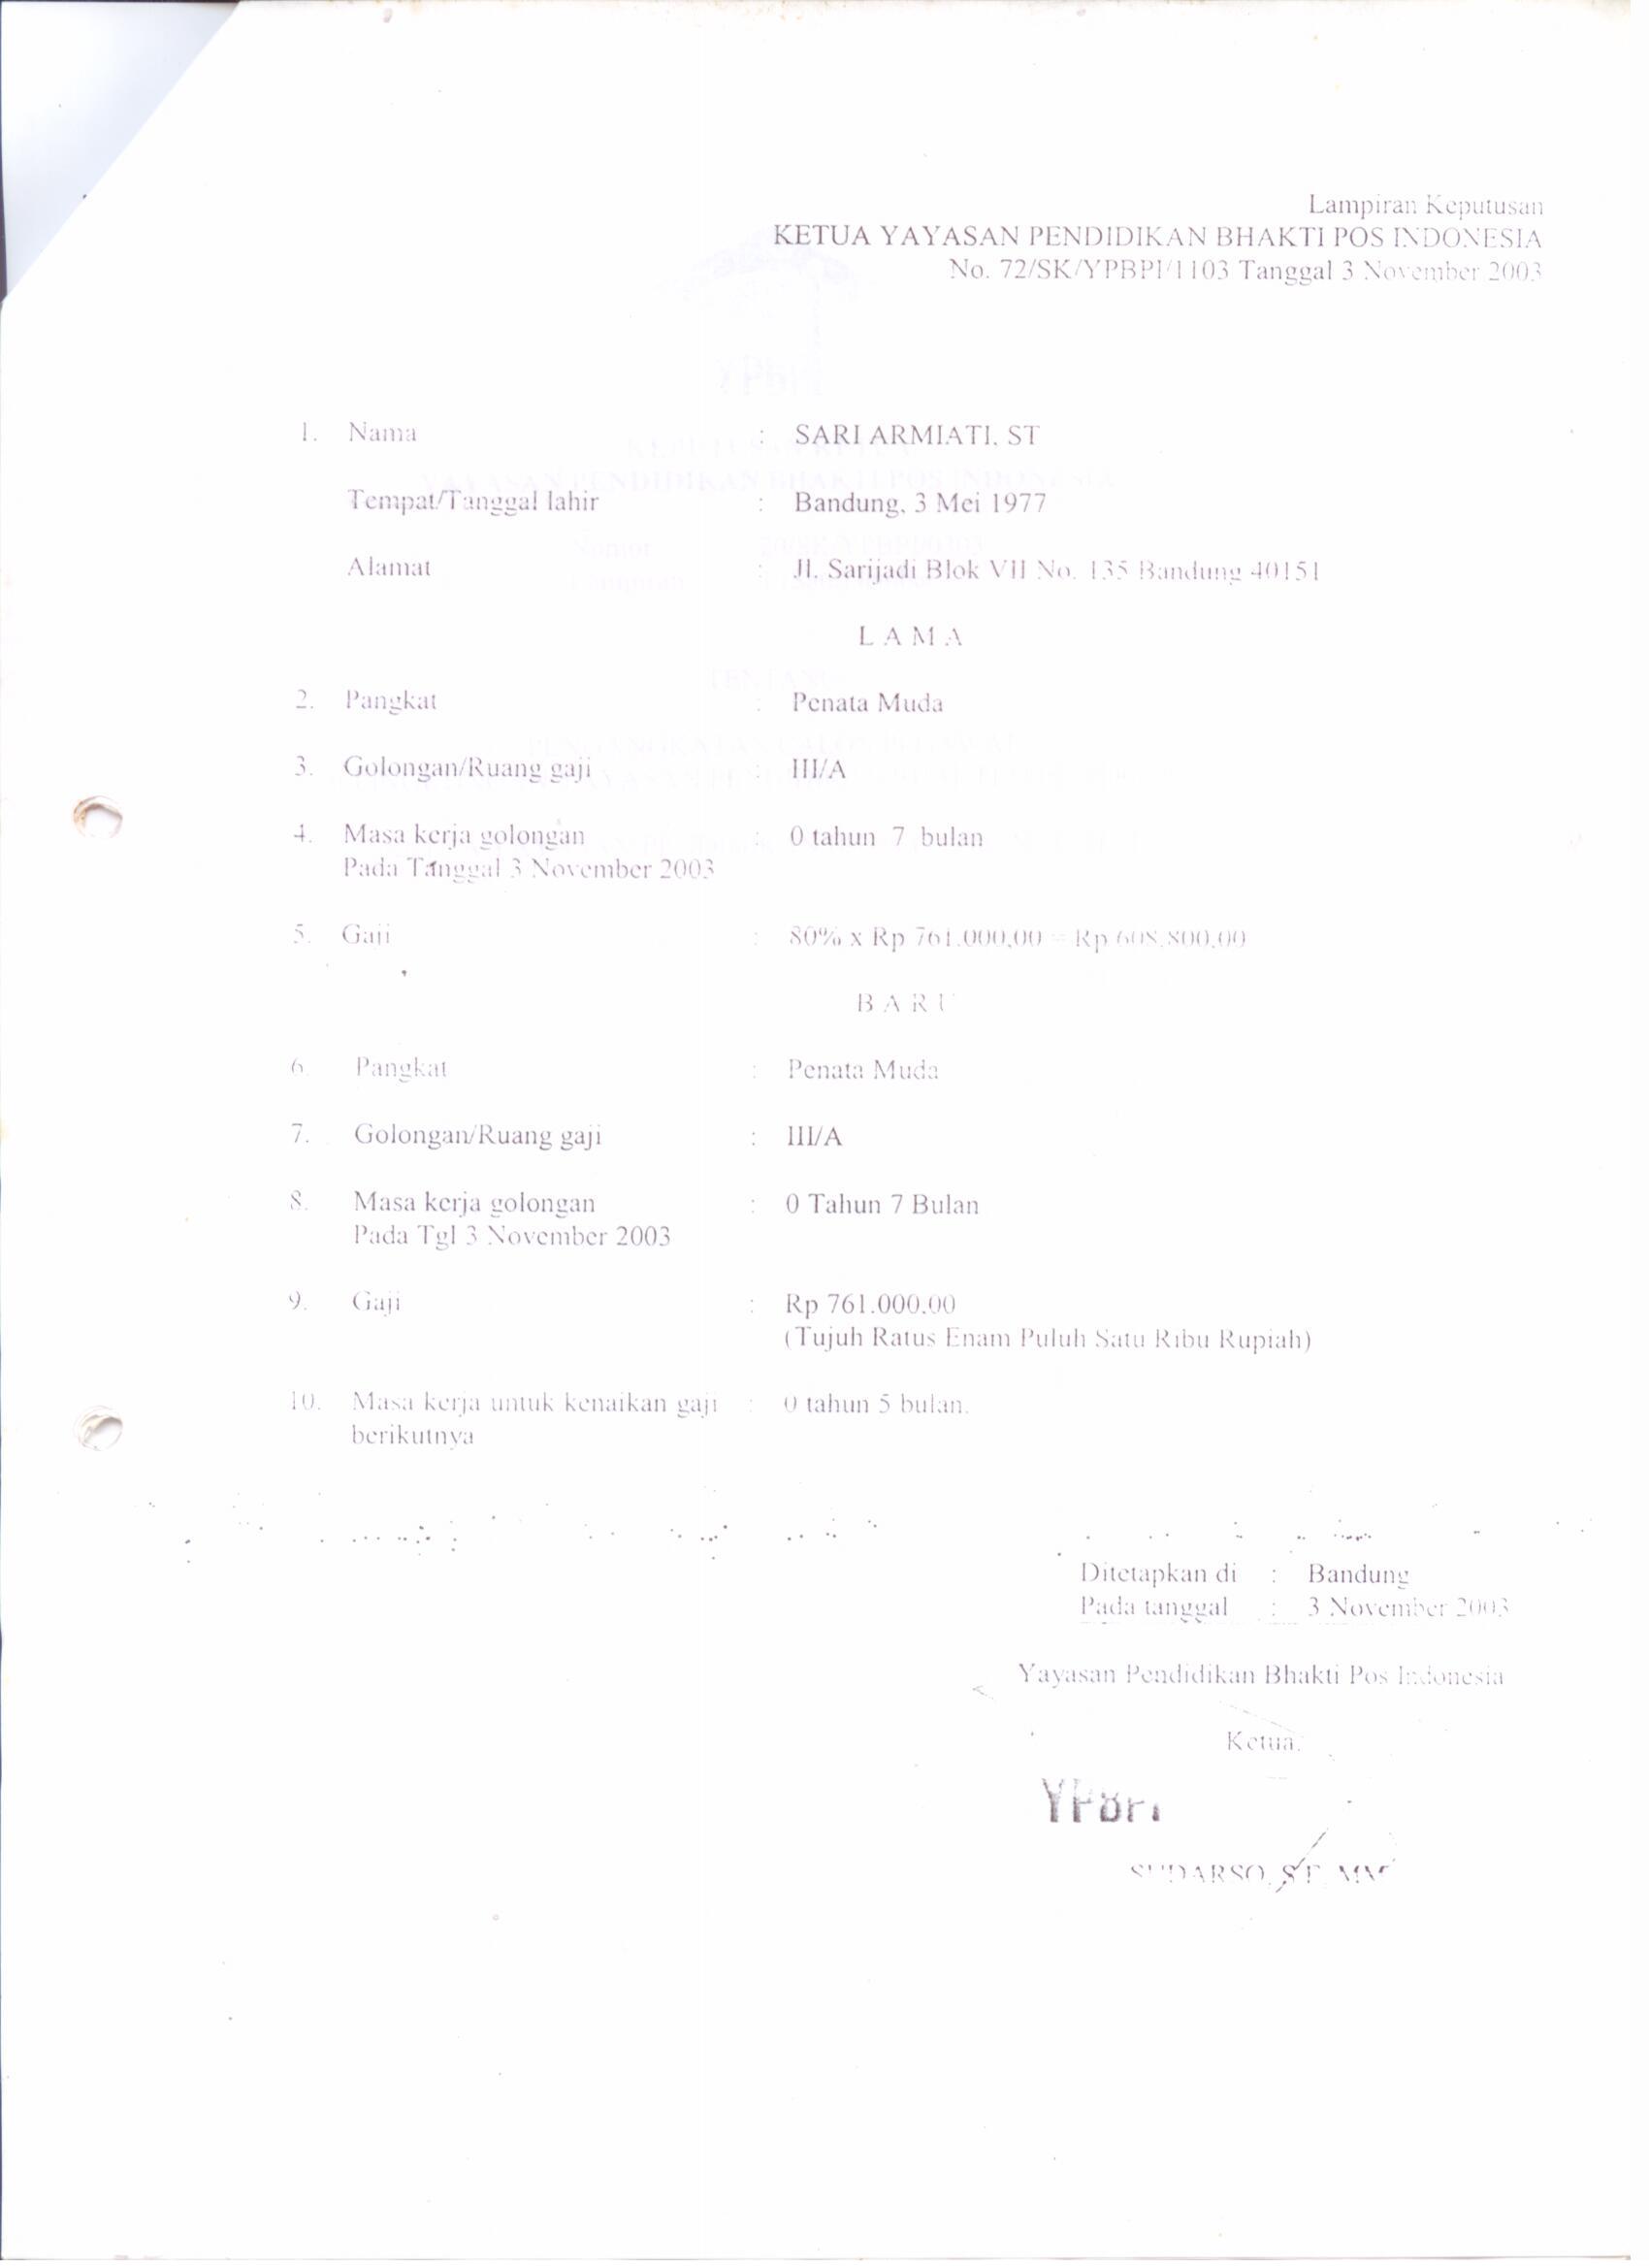 Lampiran Keputusan
KETUA YAYASAN PENDIDIKAN BHAKTI POS INDONESIA
No. 72/SK/YPBPI/1103 Tanggal 3 November 2003
1. Nama : SARI ARMIATI, ST
Tempat/Tanggal lahir : Bandung, 3 Mei 1977
Alamat : Jl. Sarijadi Blok VII No. 135 Bandung 40151
L A M A
2. Pangkat : Penata Muda
3. Golongan/Ruang gaji : III/A
4. Masa kerja golongan : 0 tahun 7 bulan
Pada Tanggal 3 November 2003
5. Gaji : 80% x Rp 761.000,00 = Rp 608.800,00
B A R U
6. Pangkat : Penata Muda
7. Golongan/Ruang gaji : III/A
8. Masa kerja golongan : 0 Tahun 7 Bulan
Pada Tgl 3 November 2003
9. Gaji : Rp 761.000,00
(Tujuh Ratus Enam Puluh Satu Ribu Rupiah)
10. Masa kerja untuk kenaikan gaji : 0 tahun 5 bulan.
berikutnya
Ditetapkan di : Bandung
Pada tanggal : 3 November 2003
Yayasan Pendidikan Bhakti Pos Indonesia
Ketua,
YPBPI
SUDARSO, ST, MM